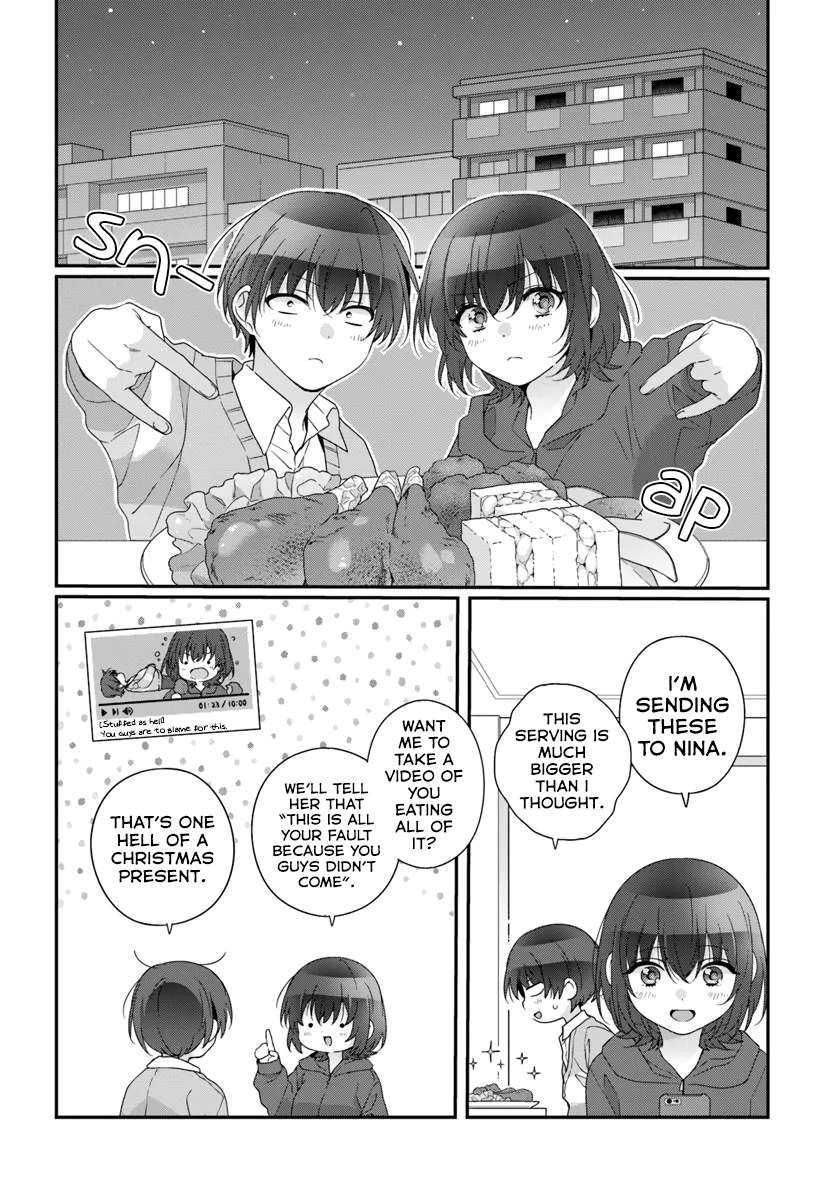 sn-
ap
I'M
SENDING
THESE
TO NINA.
THIS
SERVING IS
MUCH
BIGGER
THAN I
THOUGHT.
WANT
ME TO
TAKE A
VIDEO OF
YOU
EATING
ALL OF
IT?
WE'LL TELL
HER THAT
"THIS IS ALL
YOUR FAULT
BECAUSE YOU
GUYS DIDN'T
COME".
01:23 / 10:00
[Stuffed as hell]
You guys are to blame for this.
THAT'S ONE
HELL OF A
CHRISTMAS
PRESENT.